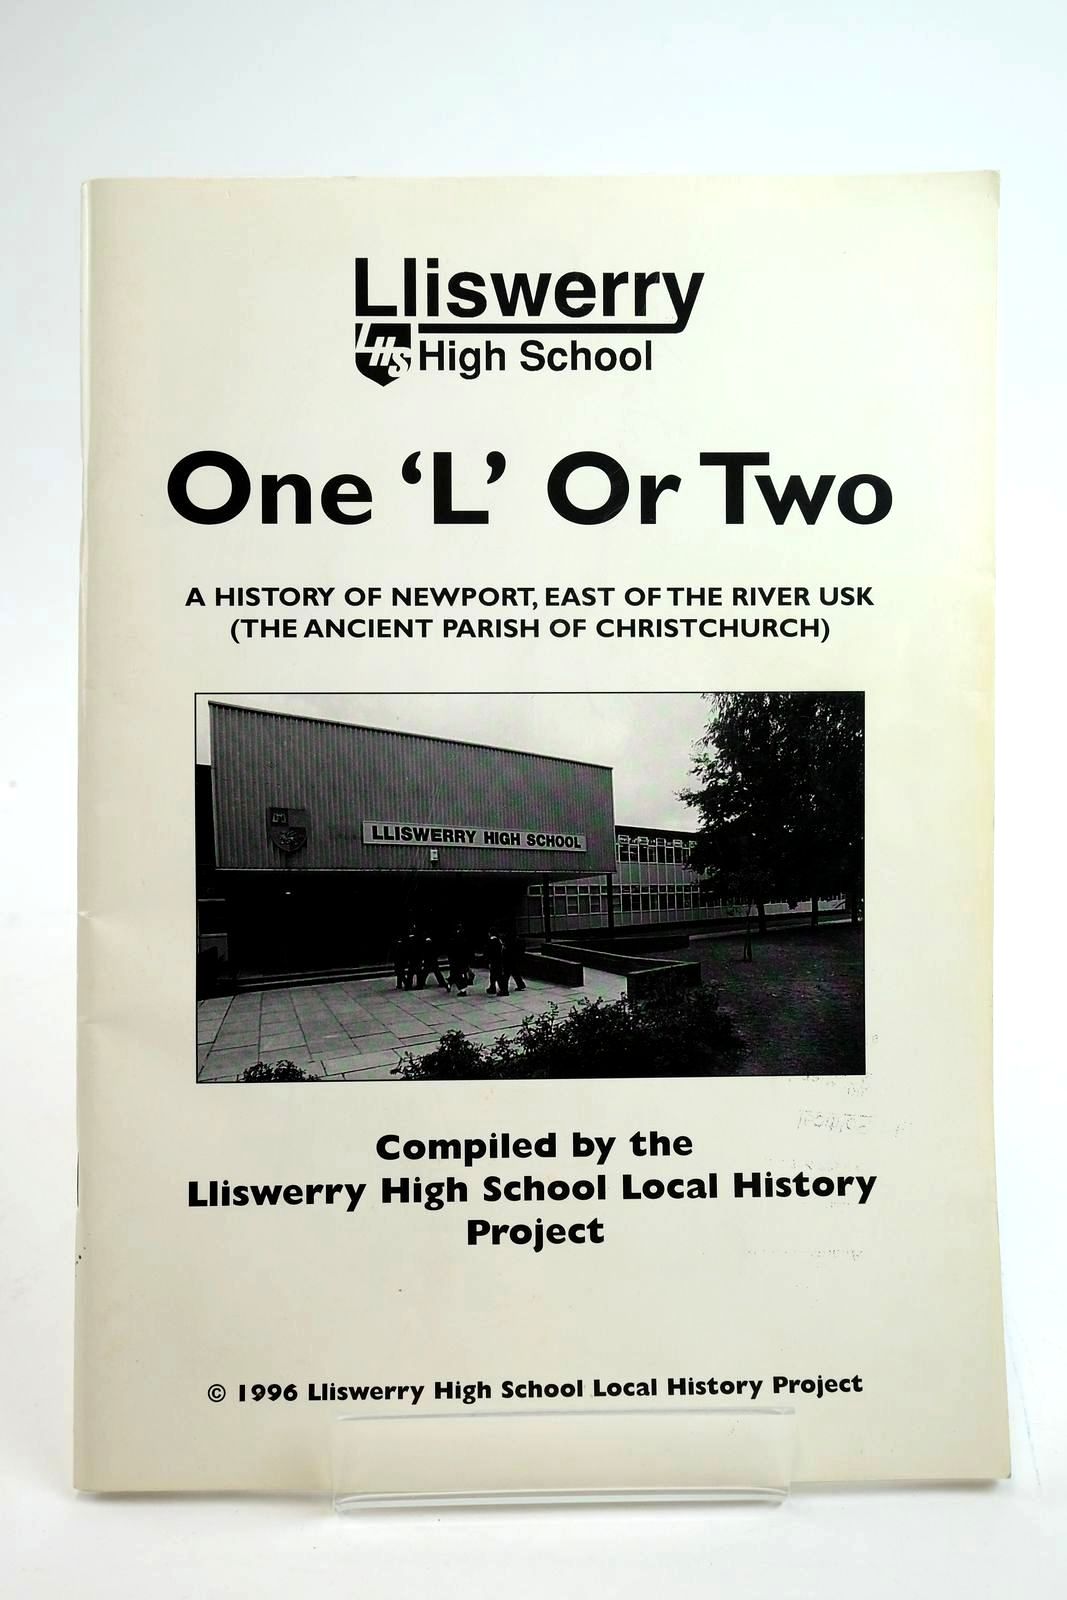 Lliswerry
LHS High School
One ‘L’ Or Two
A HISTORY OF NEWPORT, EAST OF THE RIVER USK
(THE ANCIENT PARISH OF CHRISTCHURCH)
LLISWERRY HIGH SCHOOL
Compiled by the
Lliswerry High School Local History
Project
© 1996 Lliswerry High School Local History Project